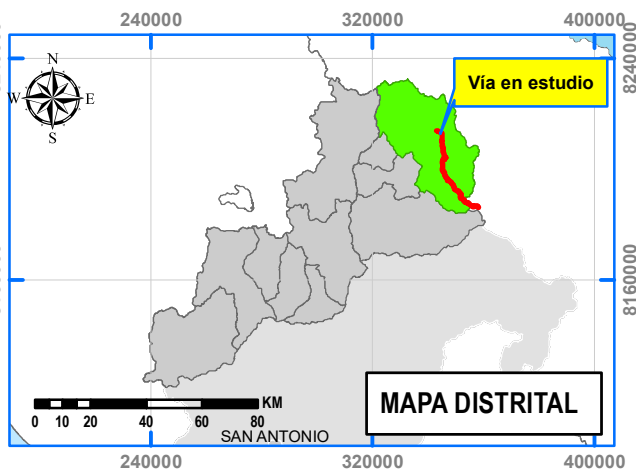 240000 320000 400000
8240000
N
W E
S
Vía en estudio
8160000
MAPA DISTRITAL
KM
0 10 20 40 60 80
SAN ANTONIO
240000 320000 400000